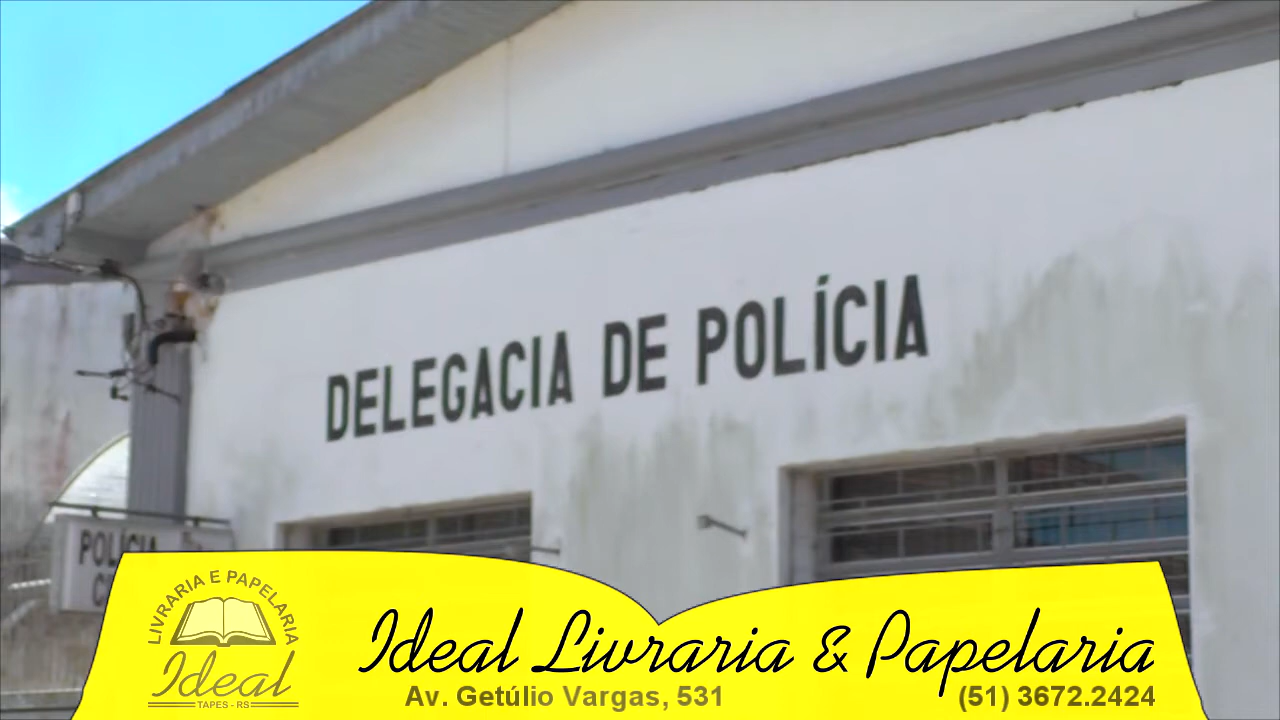 DELEGACIA DE POLÍCIA
POLÍCIA
LIVRARIA E PAPELARIA
Ideal
TAPES - RS
Ideal Livraria & Papelaria
Av. Getúlio Vargas, 531
(51) 3672.2424